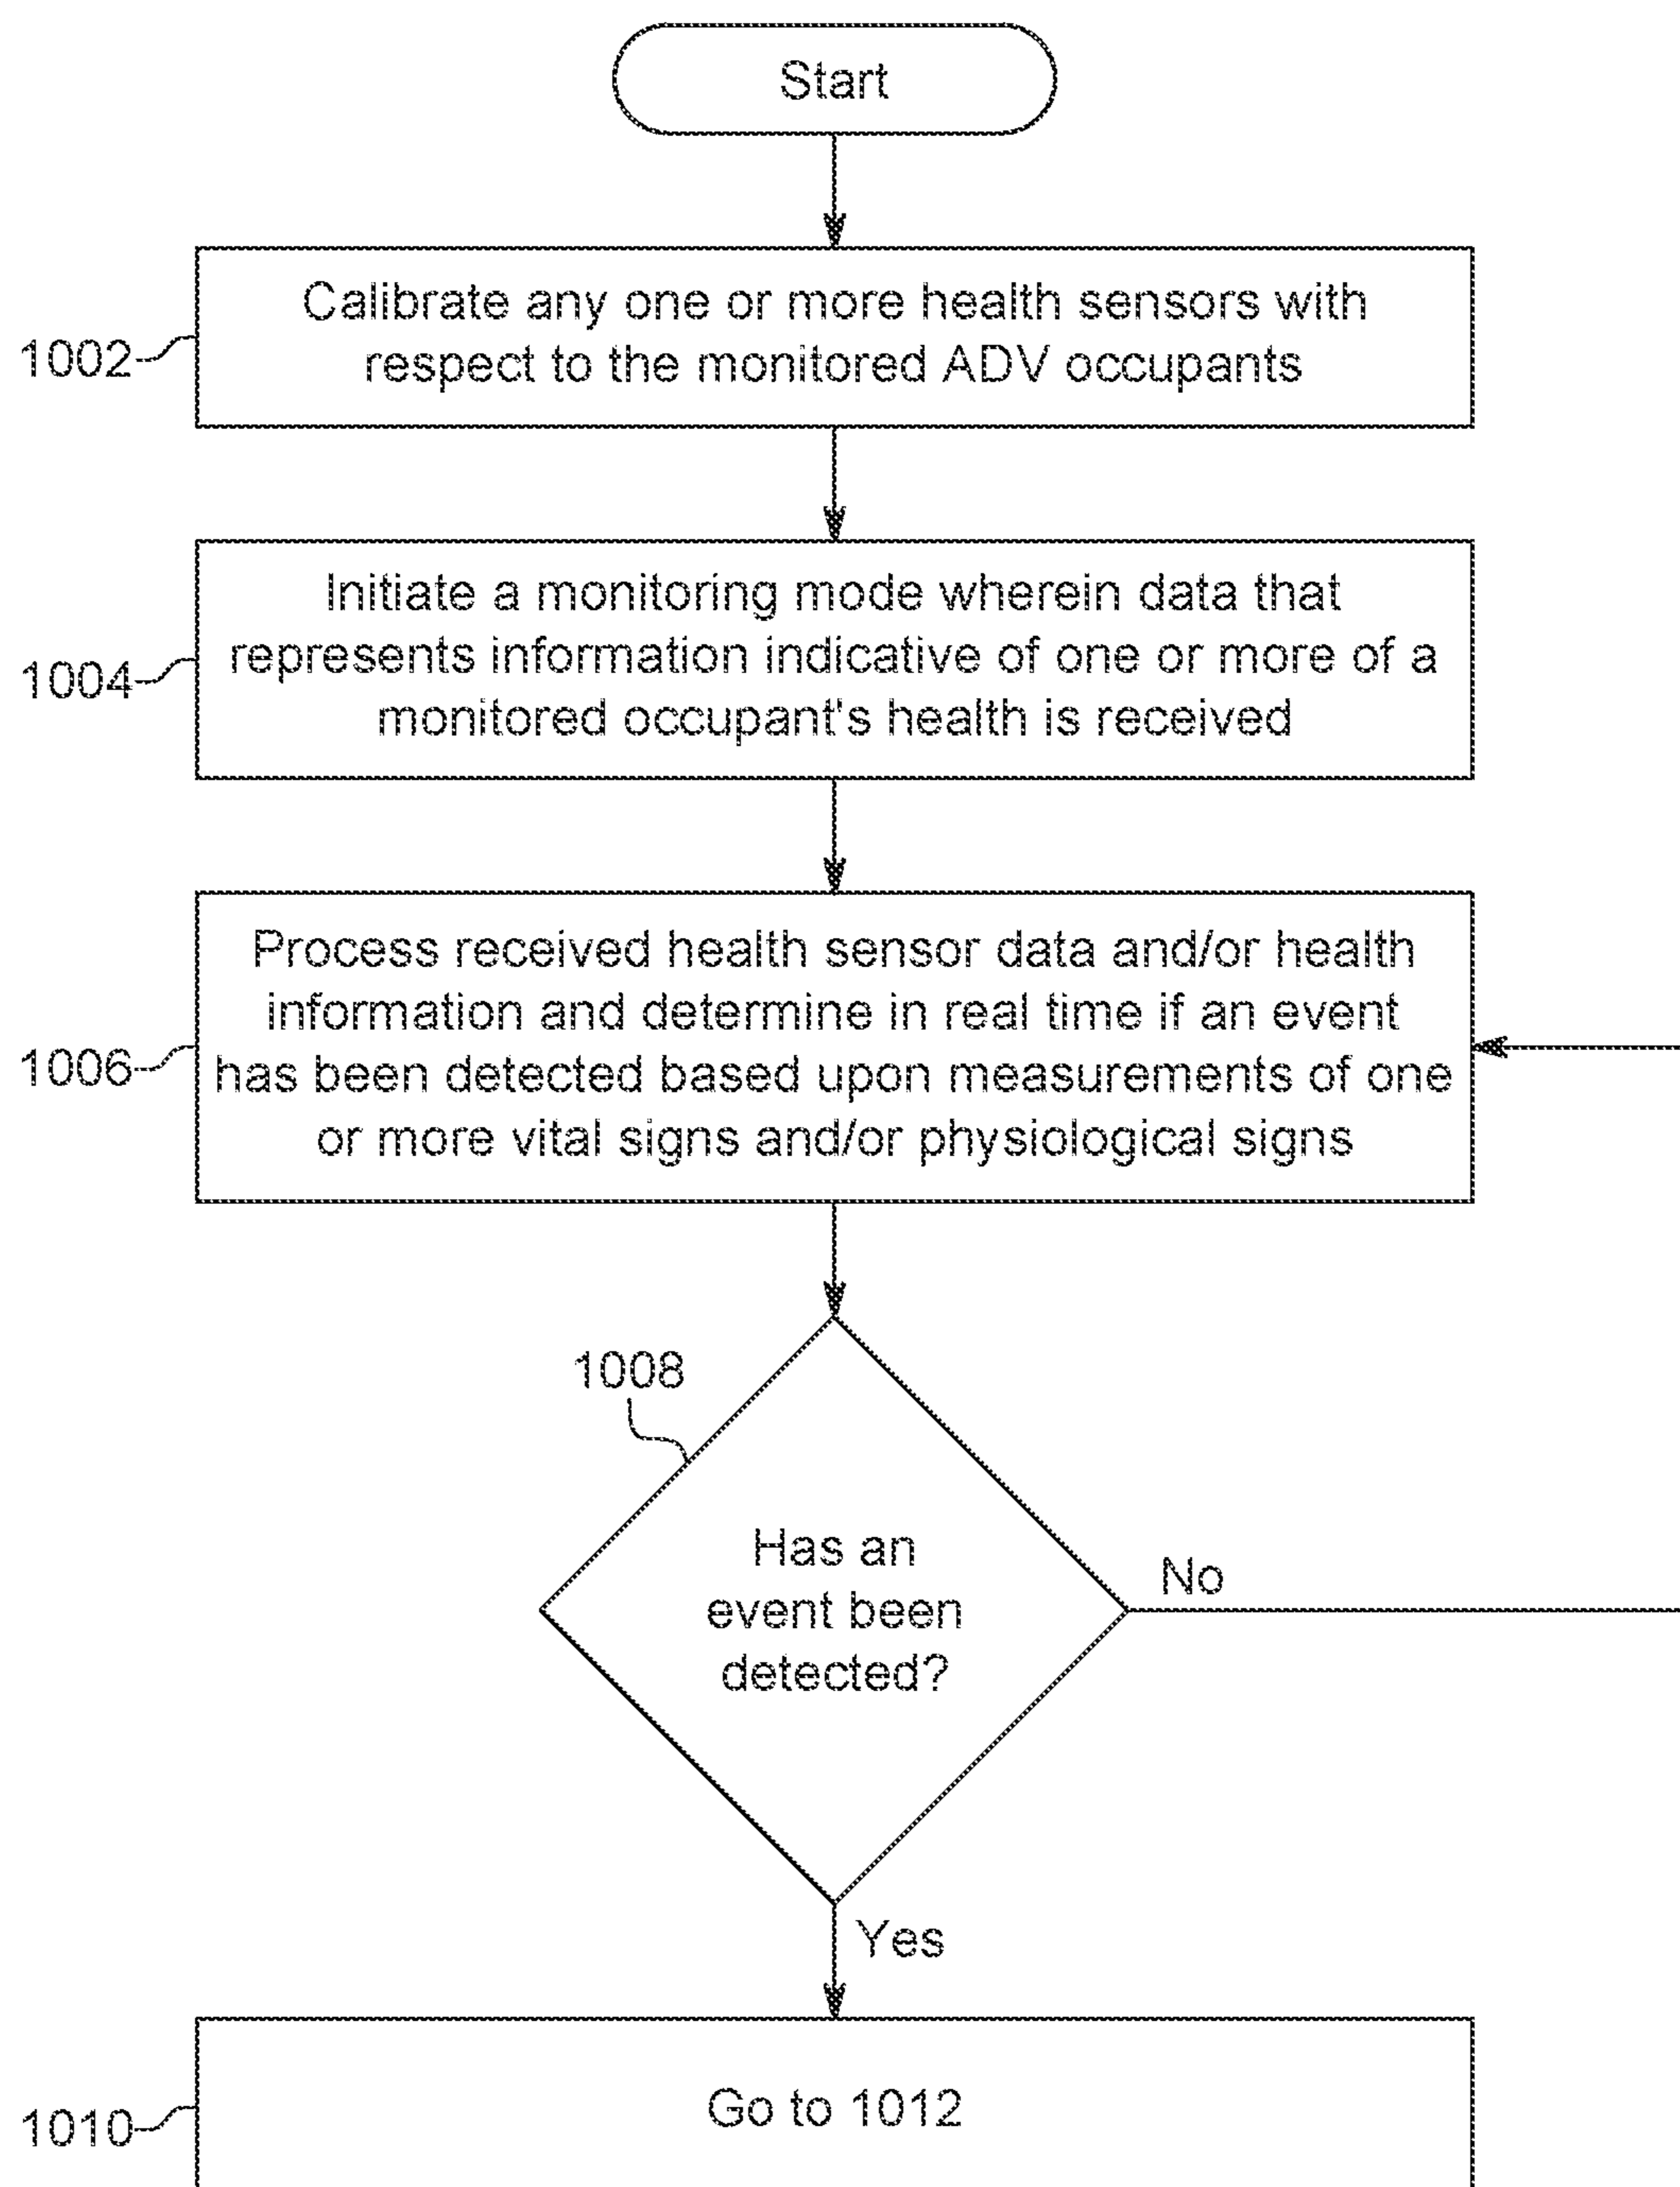 Start
Calibrate any one or more health sensors with
respect to the monitored ADV occupants
1002
Initiate a monitoring mode wherein data that
represents information indicative of one or more of a
monitored occupant's health is received
1004
Process received health sensor data and/or health
information and determine in real time if an event
has been detected based upon measurements of one
or more vital signs and/or physiological signs
1006
1008
Has an
event been
detected?
No
Yes
Go to 1012
1010